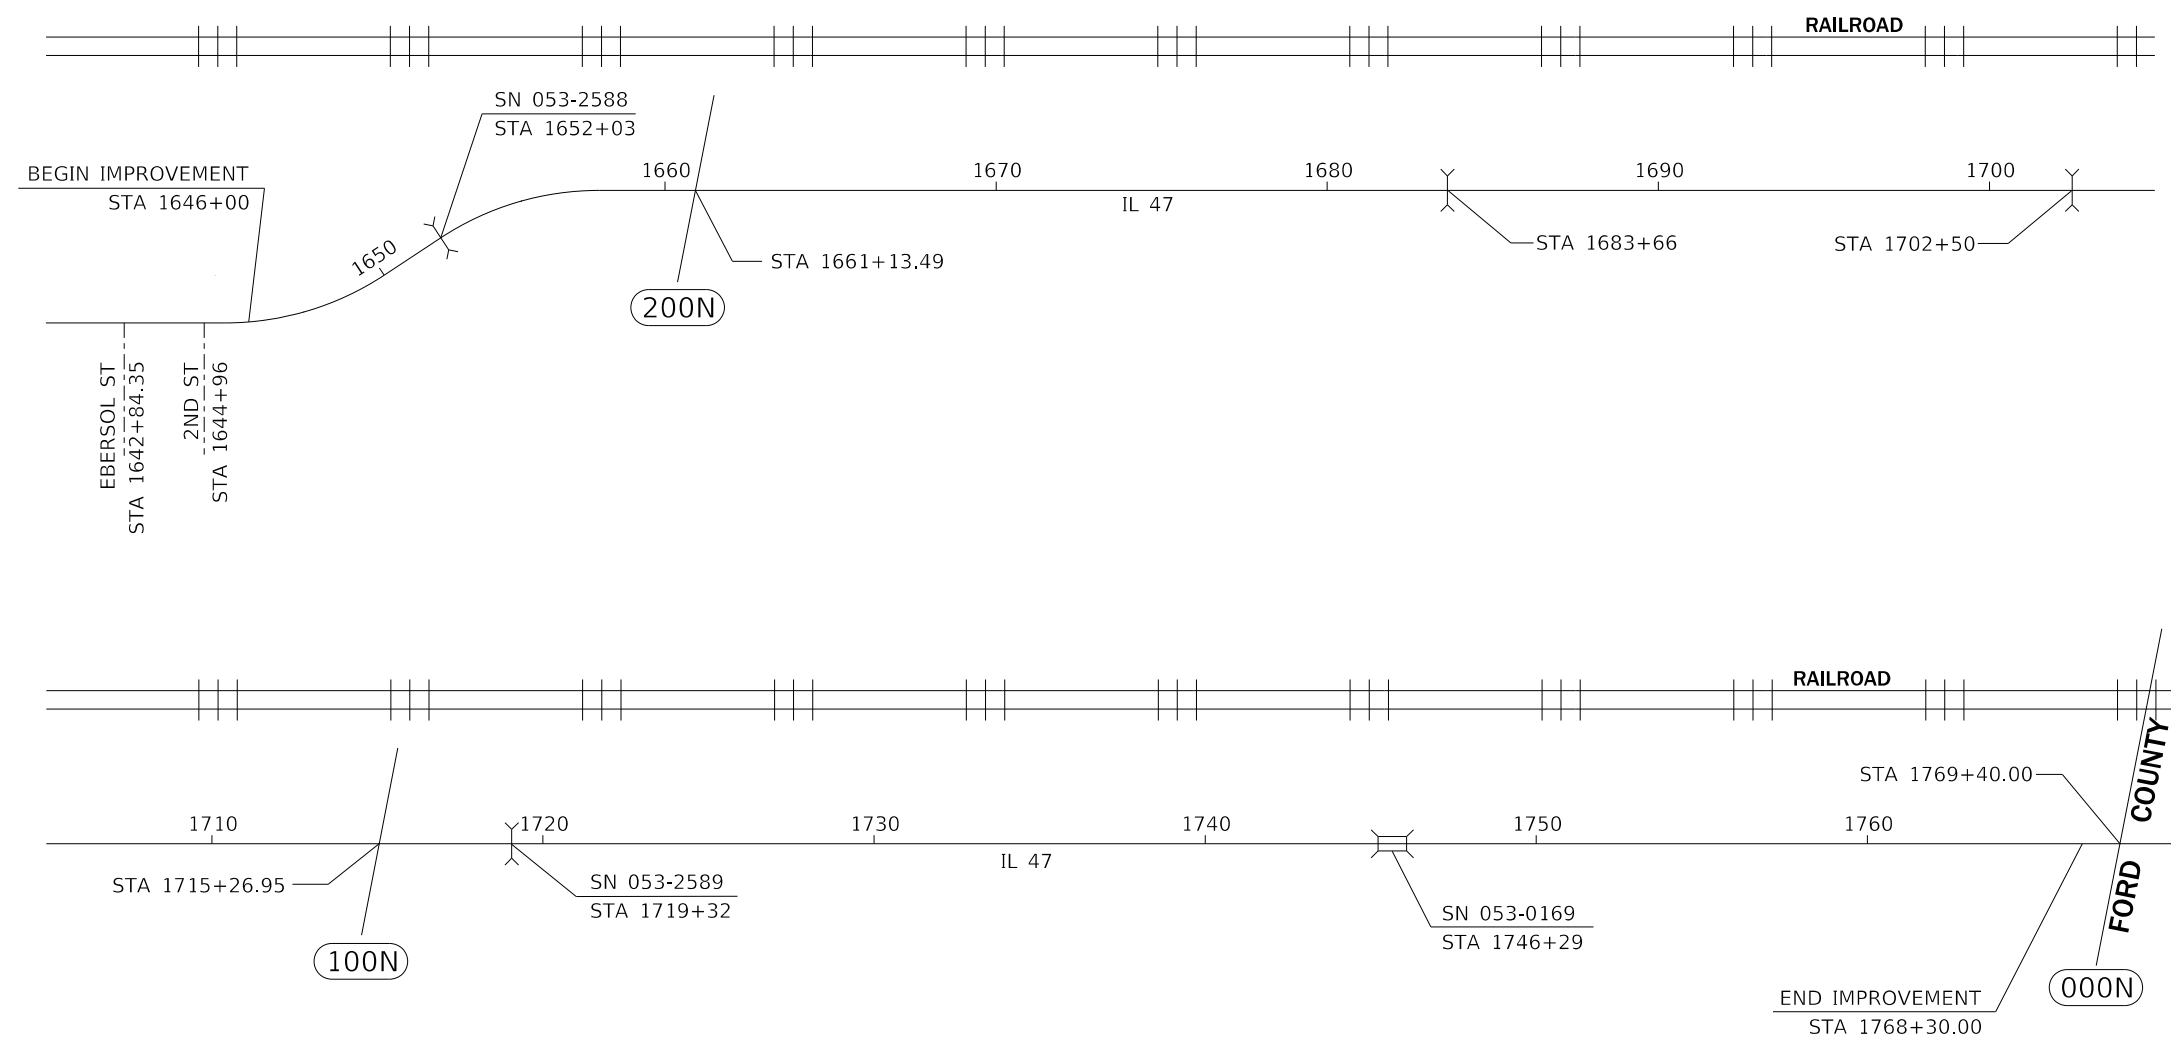 RAILROAD
SN 053-2588
STA 1652+03
BEGIN IMPROVEMENT
STA 1646+00
1660
1670
1680
1690
1700
IL 47
1650
STA 1683+66
STA 1702+50
STA 1661+13.49
200N
EBERSOL ST
STA 1642+84.35
2ND ST
STA 1644+96
RAILROAD
COUNTY
STA 1769+40.00
1710
1720
1730
1740
1750
1760
IL 47
STA 1715+26.95
SN 053-2589
STA 1719+32
FORD
SN 053-0169
STA 1746+29
100N
000N
END IMPROVEMENT
STA 1768+30.00